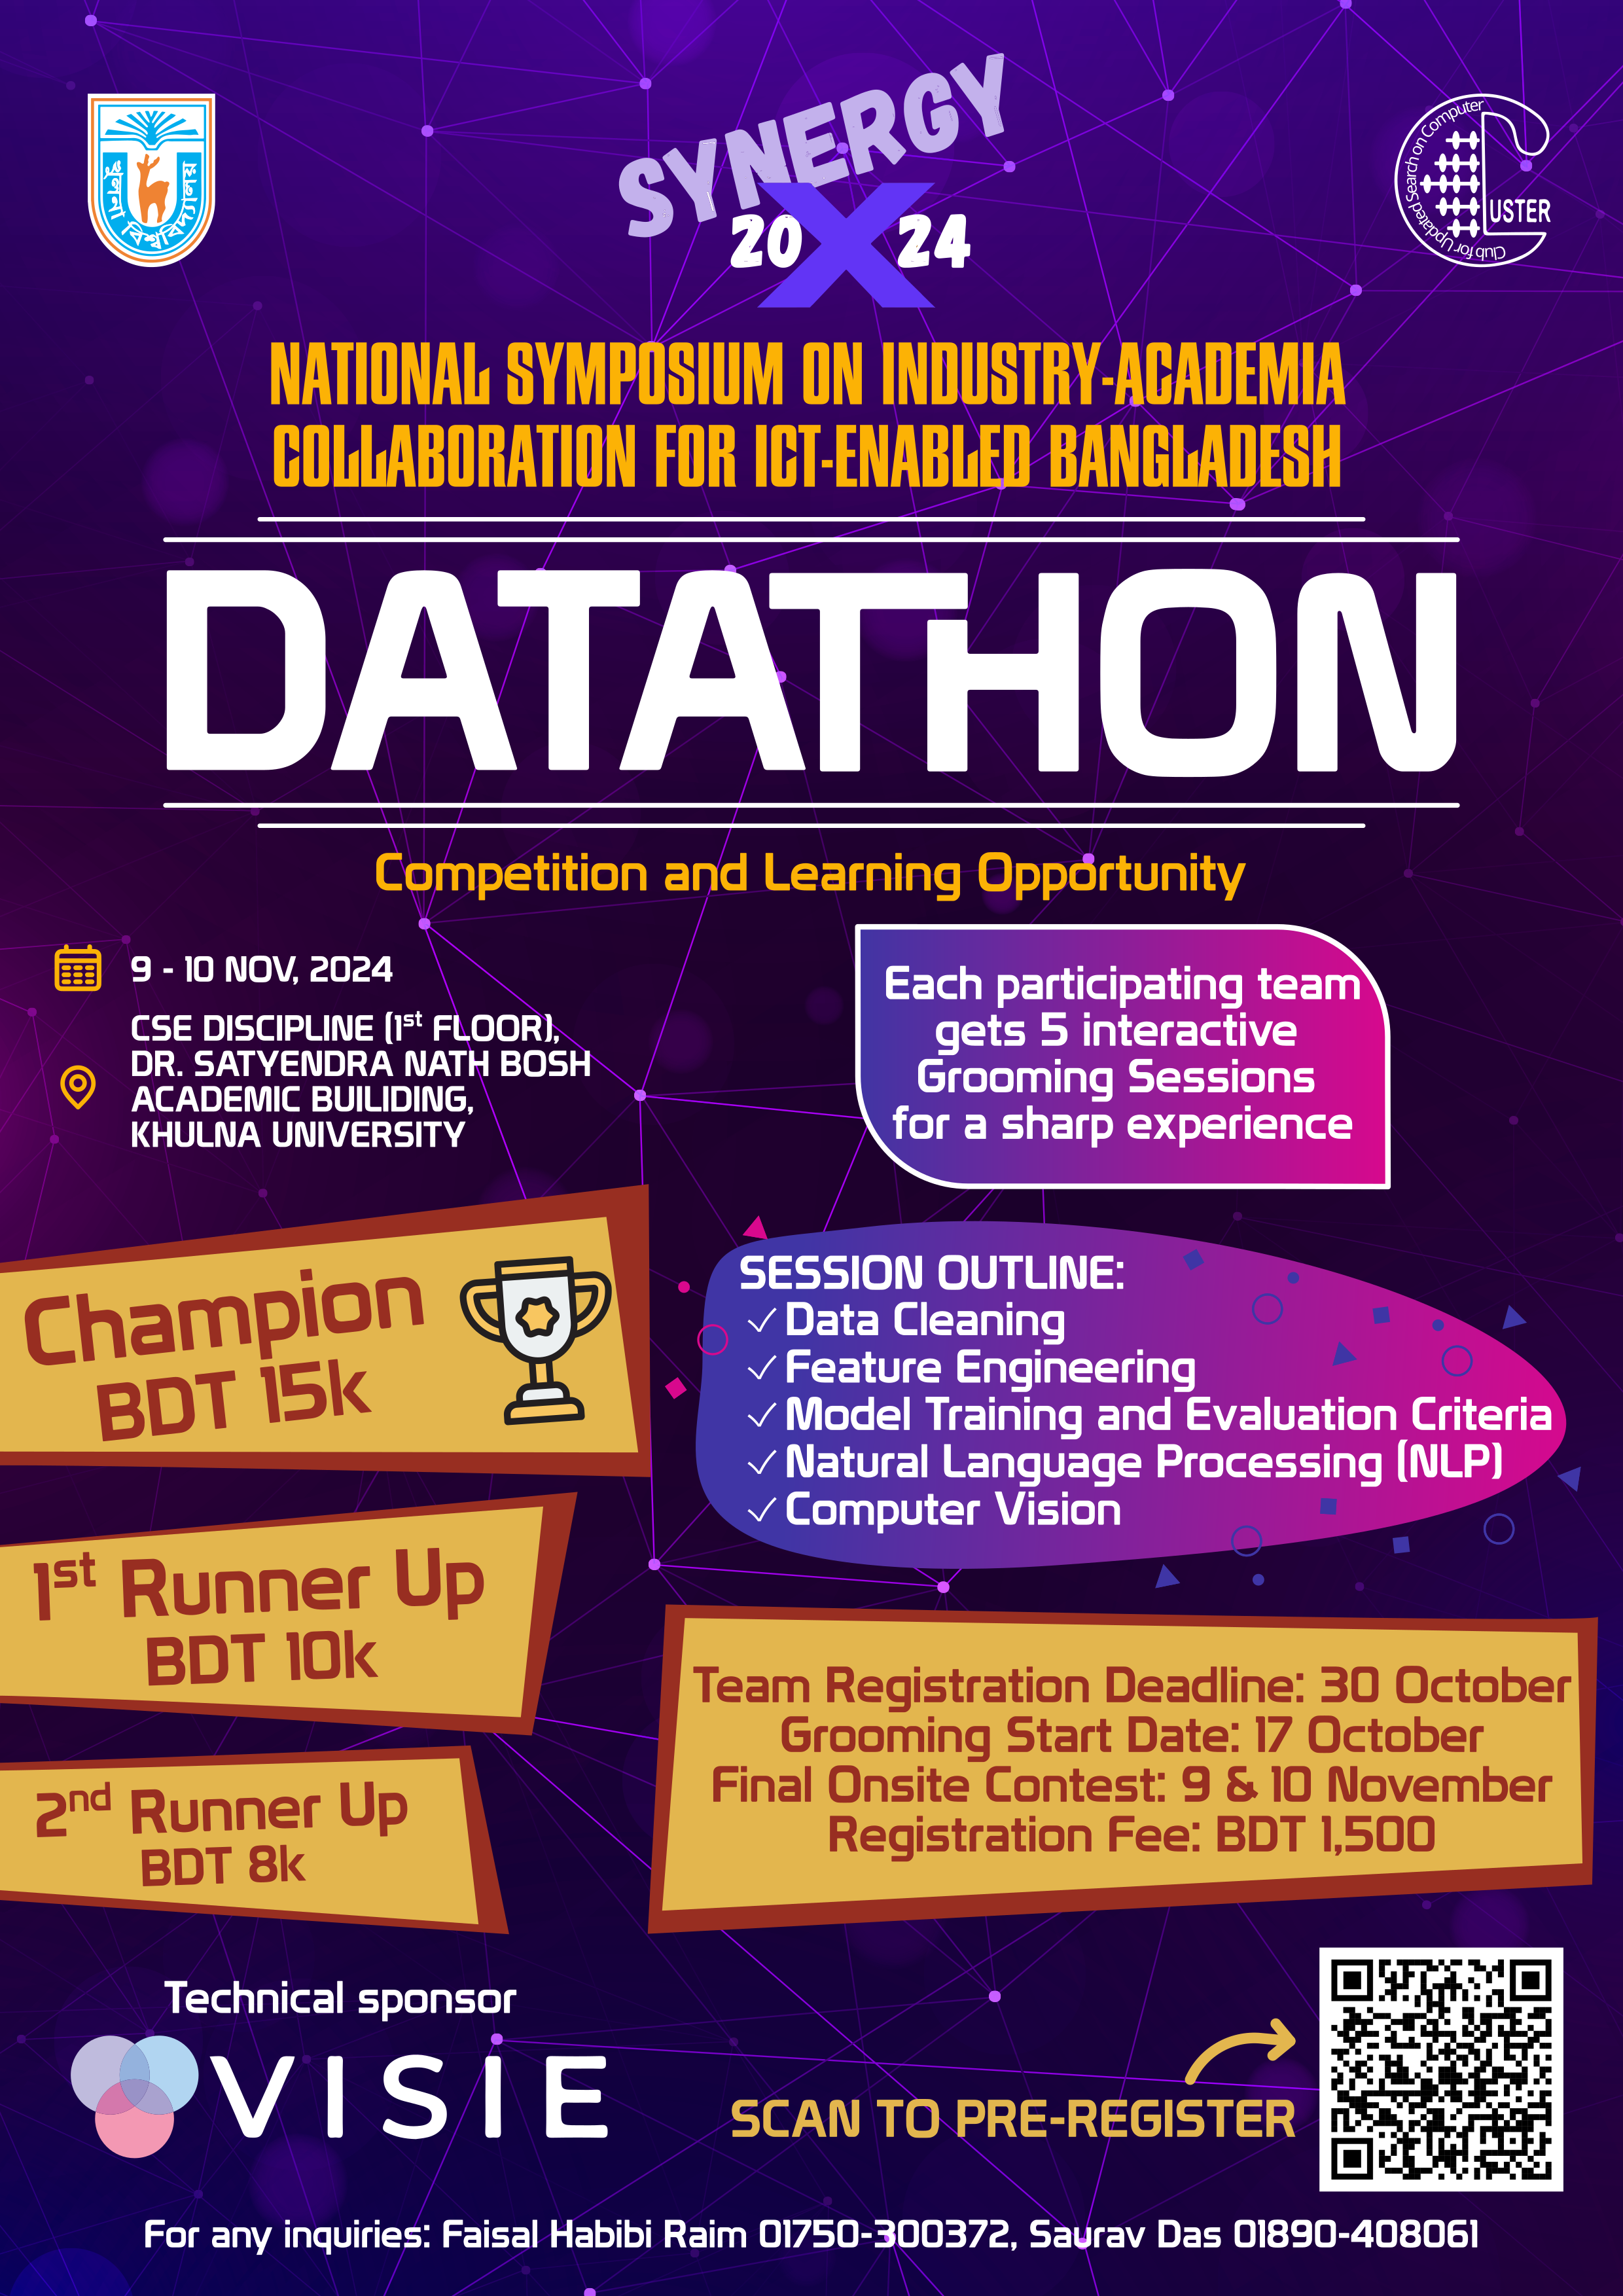 খুলনা বিশ্ববিদ্যালয়
SYNERGY
20 X 24
Club for Updated Search on Computer
CLUSTER
NATIONAL SYMPOSIUM ON INDUSTRY-ACADEMIA
COLLABORATION FOR ICT-ENABLED BANGLADESH
DATATHON
Competition and Learning Opportunity
9 - 10 NOV, 2024
CSE DISCIPLINE (1st FLOOR),
DR. SATYENDRA NATH BOSH
ACADEMIC BUILIDING,
KHULNA UNIVERSITY
Each participating team
gets 5 interactive
Grooming Sessions
for a sharp experience
Champion
BDT 15k
1st Runner Up
BDT 10k
2nd Runner Up
BDT 8k
SESSION OUTLINE:
✓ Data Cleaning
✓ Feature Engineering
✓ Model Training and Evaluation Criteria
✓ Natural Language Processing (NLP)
✓ Computer Vision
Team Registration Deadline: 30 October
Grooming Start Date: 17 October
Final Onsite Contest: 9 & 10 November
Registration Fee: BDT 1,500
Technical sponsor
VISIE
SCAN TO PRE-REGISTER
For any inquiries: Faisal Habibi Raim 01750-300372, Saurav Das 01890-408061